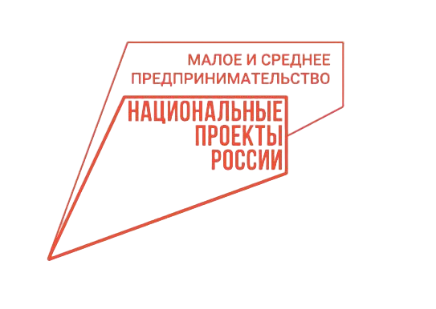 МАЛОЕ И СРЕДНЕЕ
ПРЕДПРИНИМАТЕЛЬСТВО
НАЦИОНАЛЬНЫЕ
ПРОЕКТЫ
РОССИИ